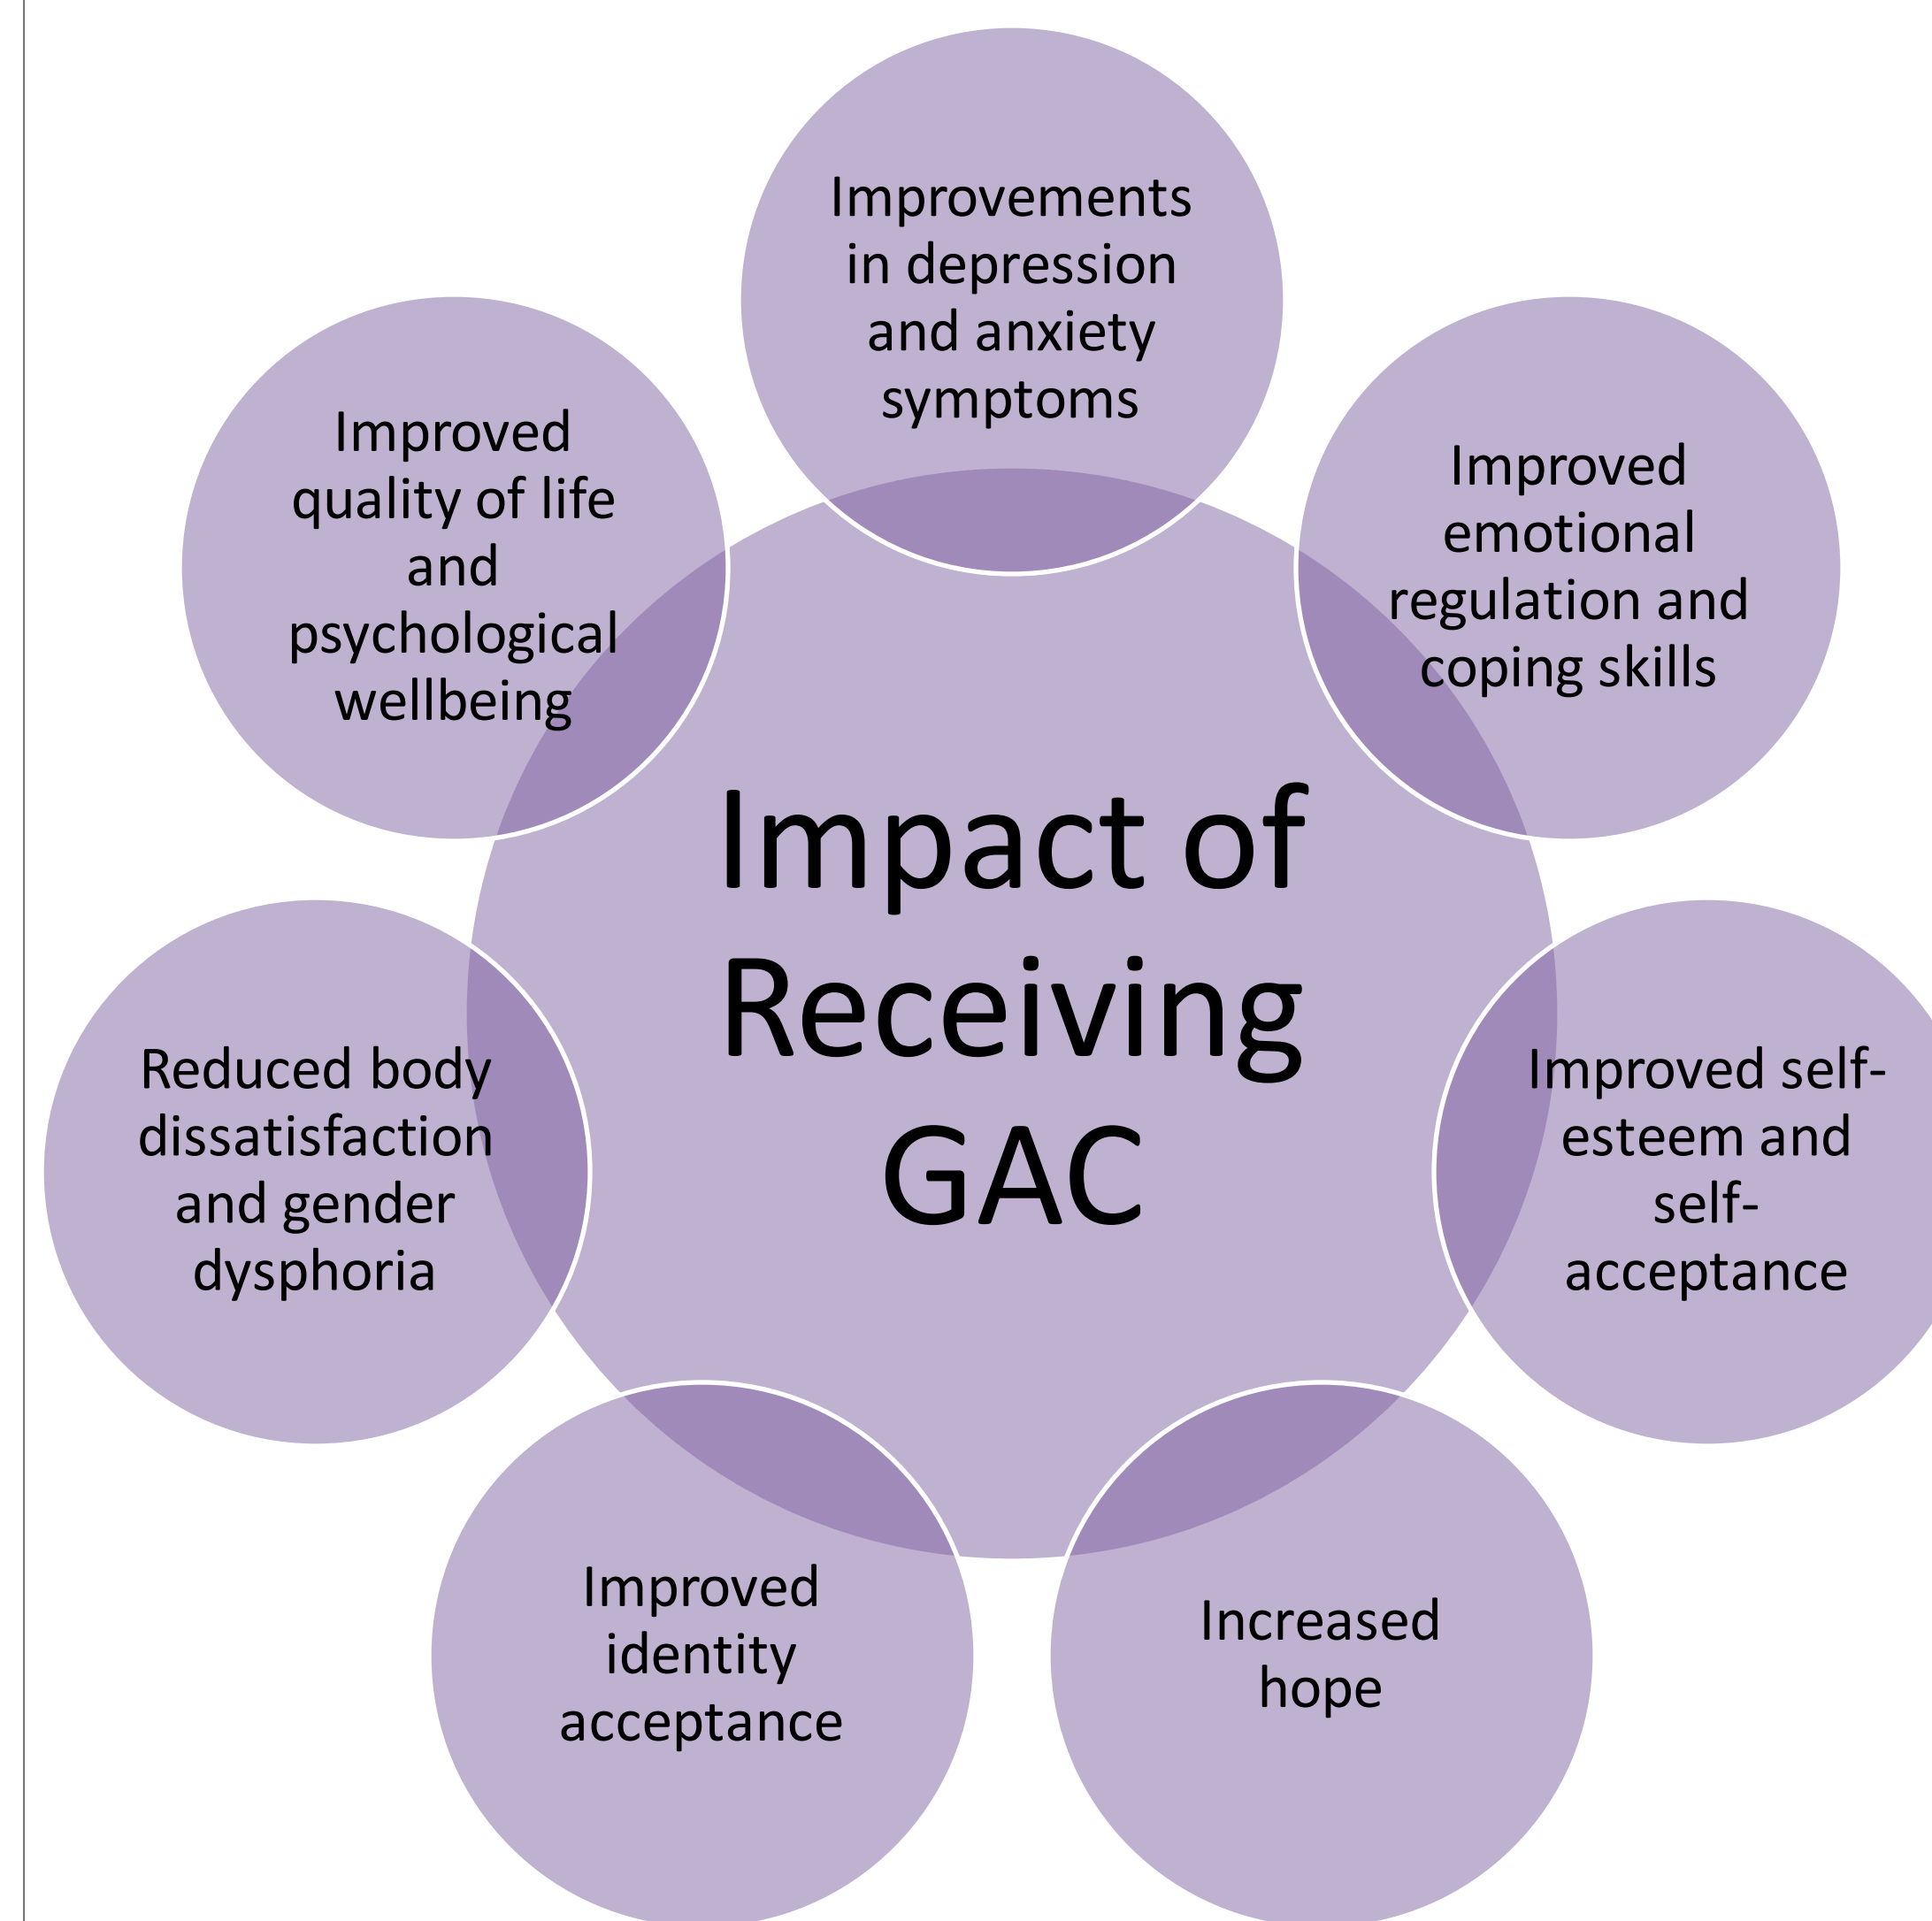 Improvements
in depression
and anxiety
symptoms
Improved
emotional
regulation and
coping skills
Improved self-
esteem and
self-
acceptance
Increased
hope
Improved
identity
acceptance
Reduced body
dissatisfaction
and gender
dysphoria
Improved
quality of life
and
psychological
wellbeing
Impact of
Receiving
GAC